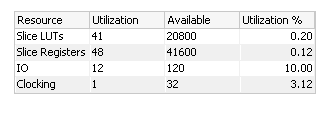 Resource Utilization Available Utilization %
Slice LUTs 41 20800 0.20
Slice Registers 48 41600 0.12
IO 12 120 10.00
Clocking 1 32 3.12